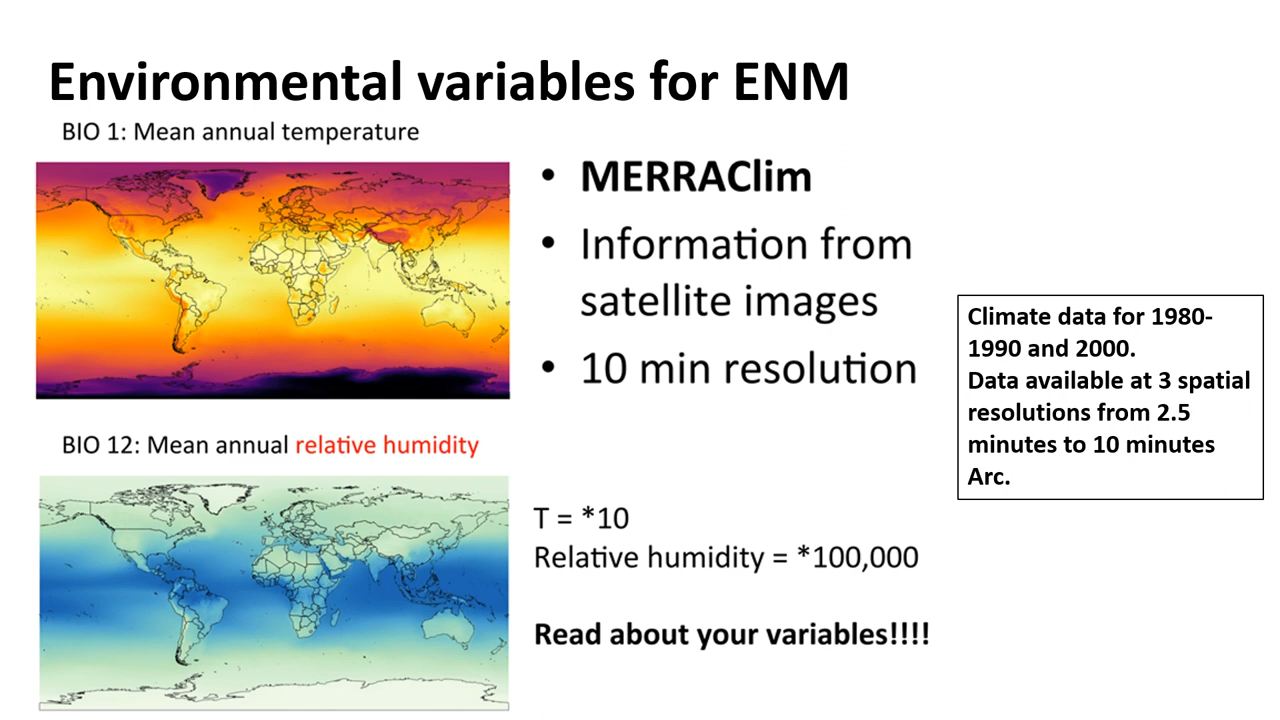 Environmental variables for ENM
BIO 1: Mean annual temperature
• MERRAClim
• Information from
satellite images
• 10 min resolution
Climate data for 1980-
1990 and 2000.
Data available at 3 spatial
resolutions from 2.5
minutes to 10 minutes
Arc.
BIO 12: Mean annual relative humidity
T = *10
Relative humidity = *100,000
Read about your variables!!!!